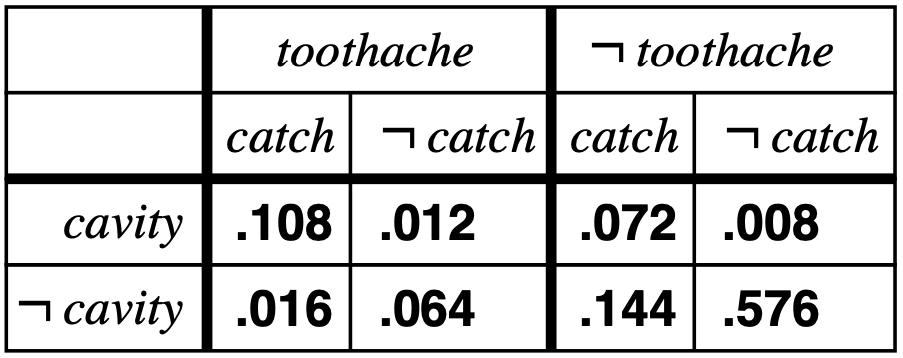 toothache ¬ toothache
catch ¬ catch catch ¬ catch
cavity .108 .012 .072 .008
¬ cavity .016 .064 .144 .576